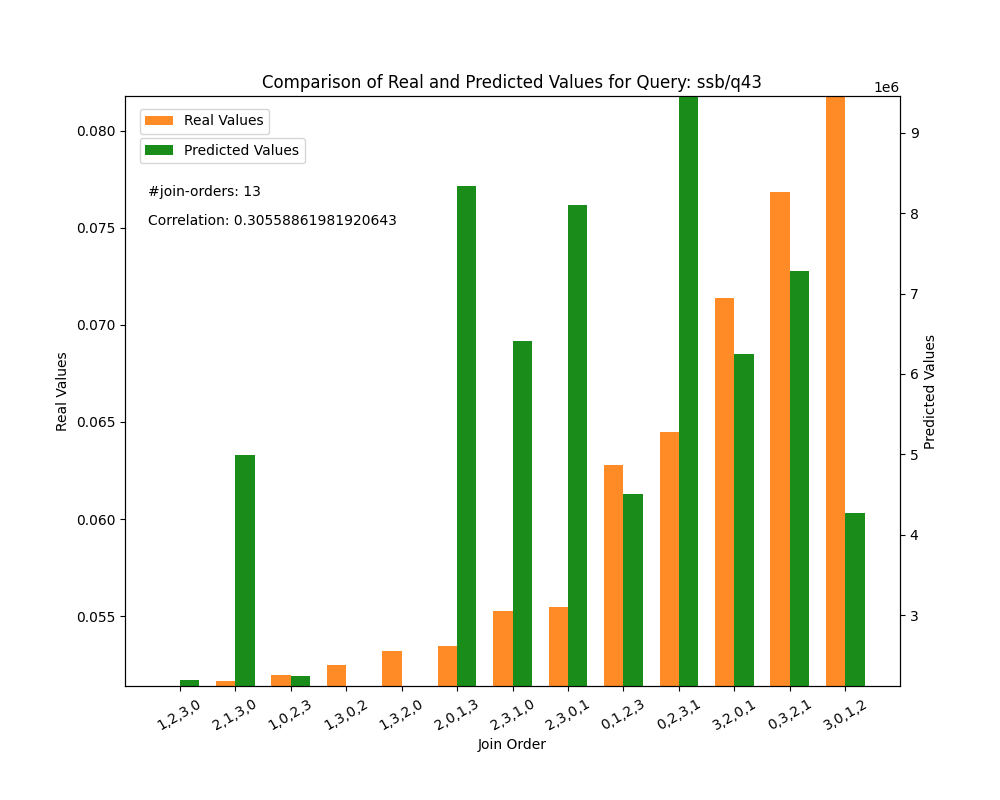 Comparison of Real and Predicted Values for Query: ssb/q43
1e6
Real Values
Predicted Values
#join-orders: 13
Correlation: 0.30558861981920643
0.080
0.075
0.070
0.065
0.060
0.055
Real Values
9
8
7
6
5
4
3
Predicted Values
1,2,3,0
2,1,3,0
1,0,2,3
1,3,0,2
1,3,2,0
2,0,1,3
2,3,1,0
2,3,0,1
0,1,2,3
0,2,3,1
3,2,0,1
0,3,2,1
3,0,1,2
Join Order